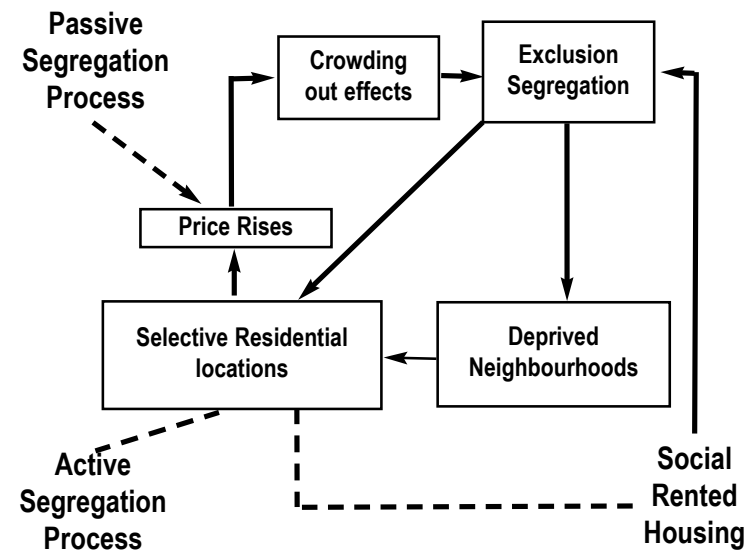 Passive
Segregation
Process
Crowding
out effects
Exclusion
Segregation
Price Rises
Selective Residential
locations
Deprived
Neighbourhoods
Active
Segregation
Process
Social
Rented
Housing